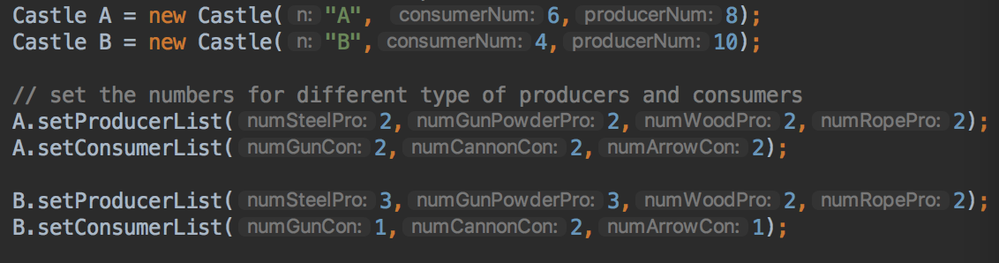 Castle A = new Castle( n: "A", consumerNum: 6, producerNum: 8);
Castle B = new Castle( n: "B", consumerNum: 4, producerNum: 10);
// set the numbers for different type of producers and consumers
A.setProducerList( numSteelPro: 2, numGunPowderPro: 2, numWoodPro: 2, numRopePro: 2);
A.setConsumerList( numGunCon: 2, numCannonCon: 2, numArrowCon: 2);
B.setProducerList( numSteelPro: 3, numGunPowderPro: 3, numWoodPro: 2, numRopePro: 2);
B.setConsumerList( numGunCon: 1, numCannonCon: 2, numArrowCon: 1);